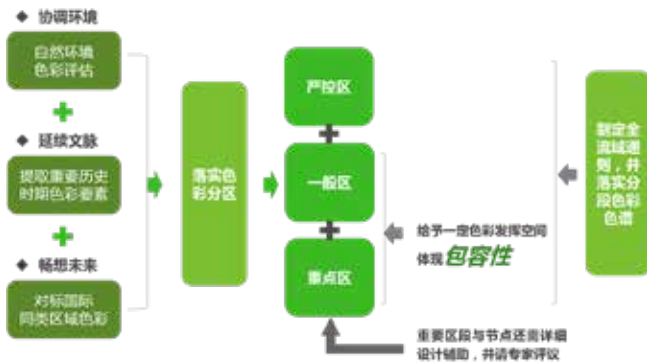 ◆ 协调环境
自然环境
色彩评估
◆ 延续文脉
提取重要历史
时期色彩要素
◆ 畅想未来
对标国际
同类区域色彩
落实色
彩分区
严控区
一般区
重点区
给予一定色彩发挥空间
体现包容性
重要区段与节点还需详细
设计辅助，并请专家评议
制定全
流域通
则，并
落实分
段色彩
色谱